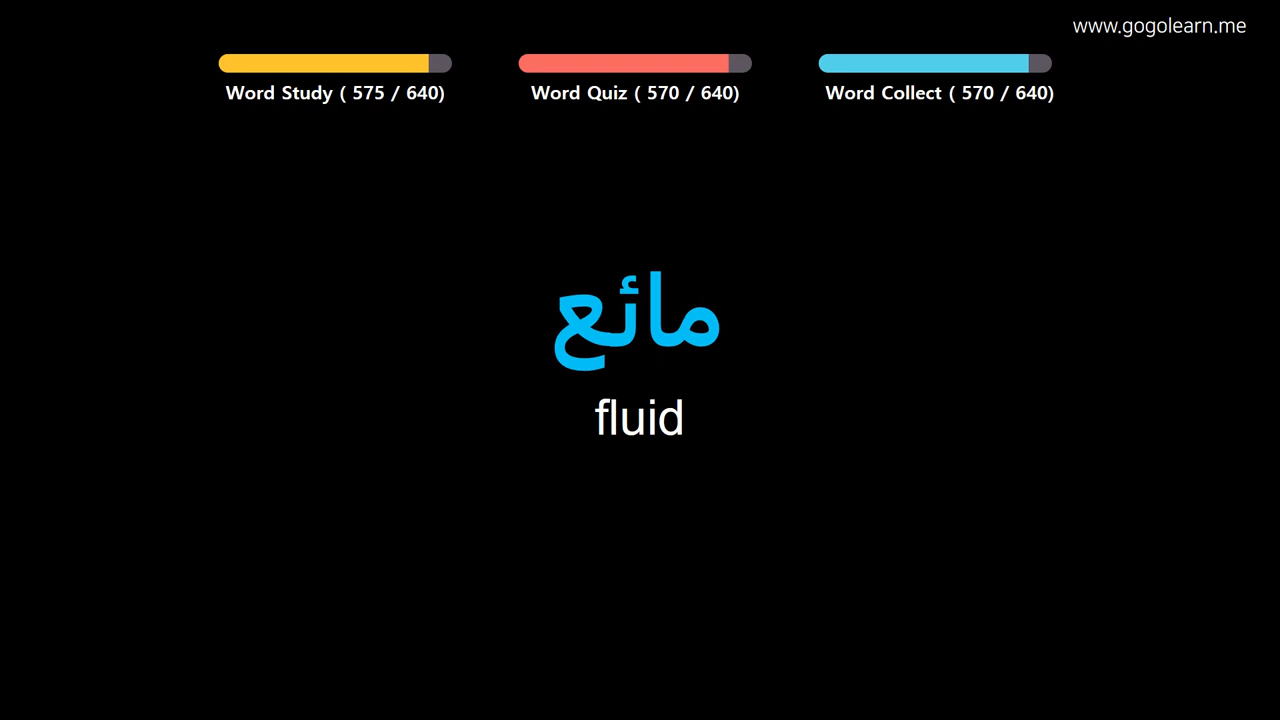 www.gogolearn.me
Word Study ( 575 / 640)
Word Quiz ( 570 / 640)
Word Collect ( 570 / 640)
مائع
fluid